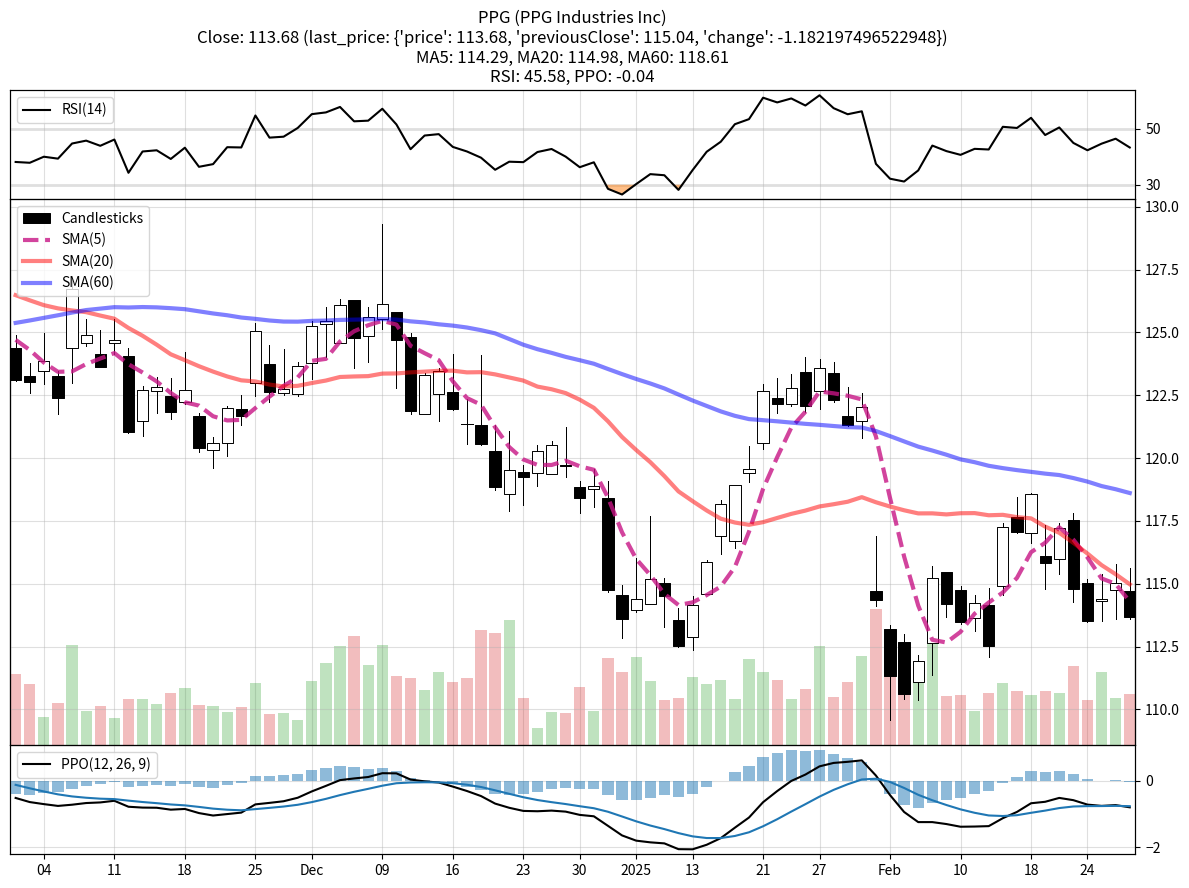 PPG (PPG Industries Inc)
Close: 113.68 (last_price: {'price': 113.68, 'previousClose': 115.04, 'change': -1.182197496522948})
MA5: 114.29, MA20: 114.98, MA60: 118.61
RSI: 45.58, PPO: -0.04
RSI(14)
50
30
Candlesticks
SMA(5)
SMA(20)
SMA(60)
130.0
127.5
125.0
122.5
120.0
117.5
115.0
112.5
110.0
PPO(12, 26, 9)
0
−2
04 11 18 25 Dec 09 16 23 30 2025 13 21 27 Feb 10 18 24